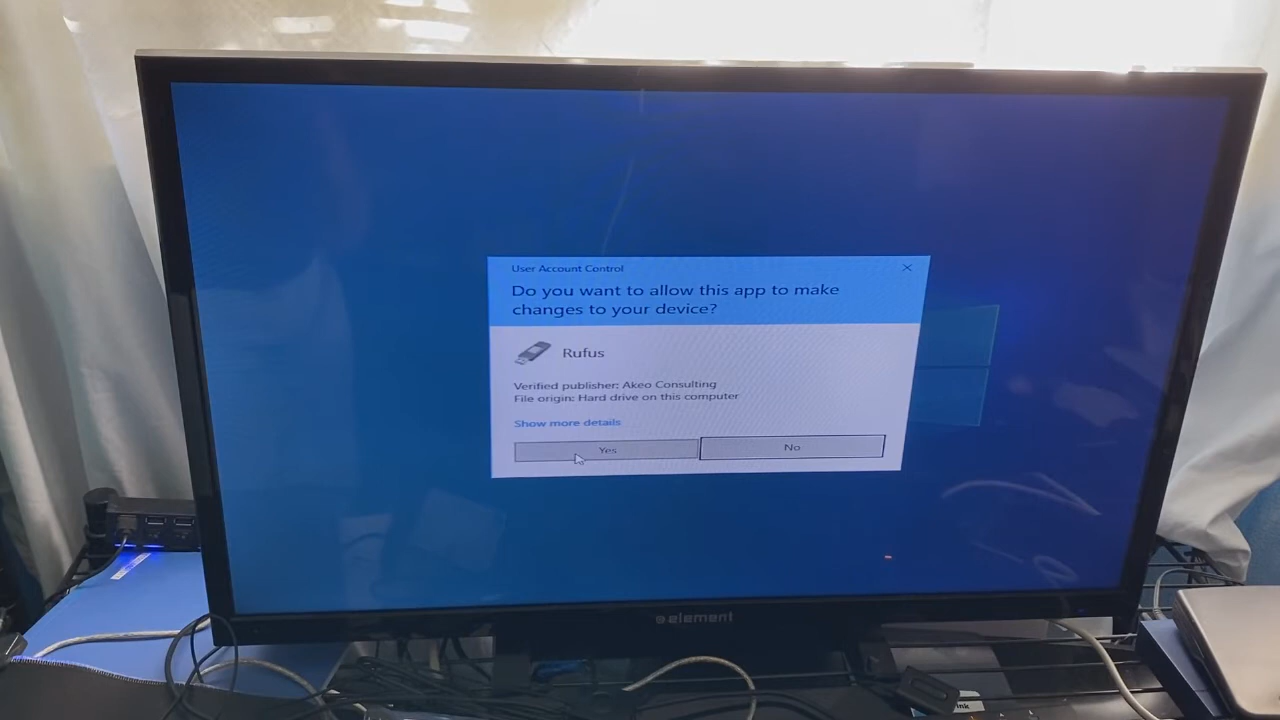 User Account Control
Do you want to allow this app to make
changes to your device?
Rufus
Verified publisher: Akeo Consulting
File origin: Hard drive on this computer
Show more details
Yes
No
element